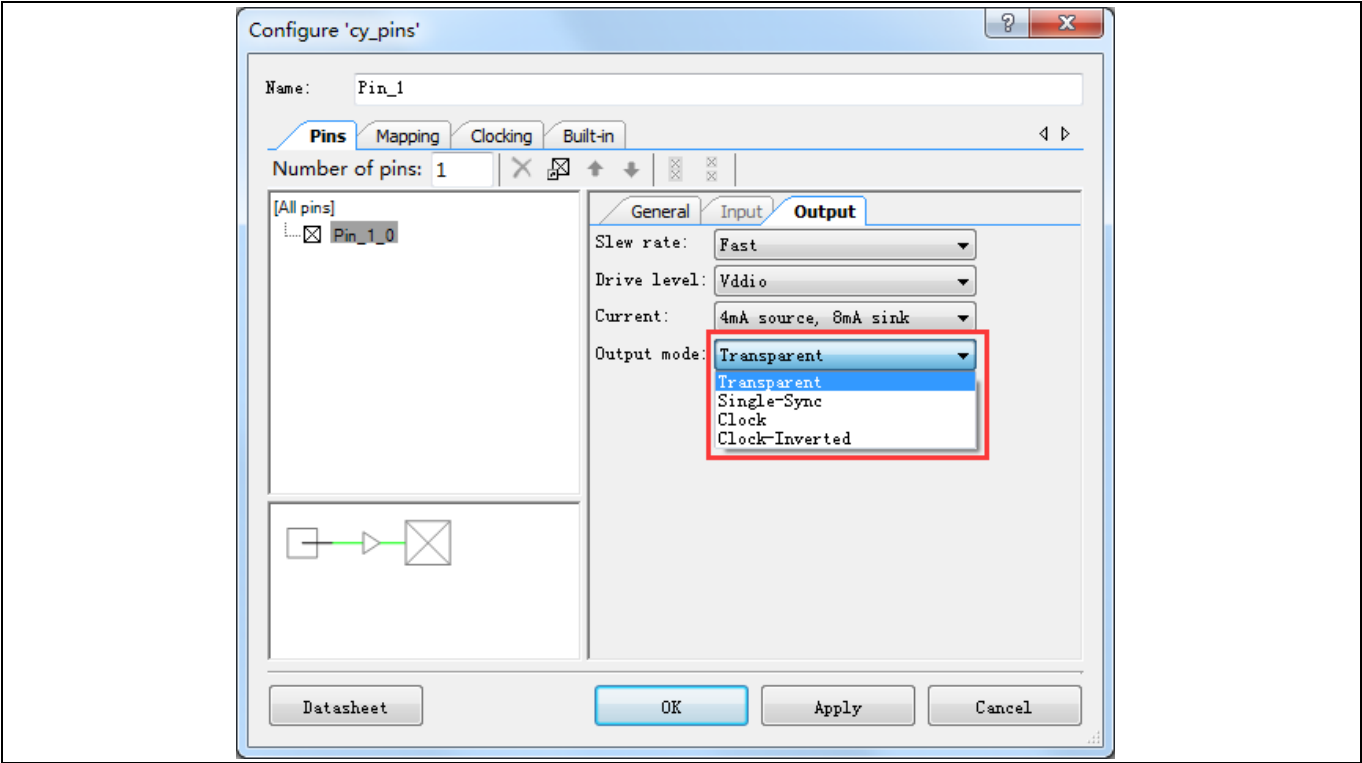 Configure 'cy_pins'
Name: Pin_1
Pins Mapping Clocking Built-in
Number of pins: 1
[All pins]
Pin_1_0
General Input Output
Slew rate: Fast
Drive level: Vddio
Current: 4mA source, 8mA sink
Output mode: Transparent
Transparent
Single-Sync
Clock
Clock-Inverted
Datasheet OK Apply Cancel